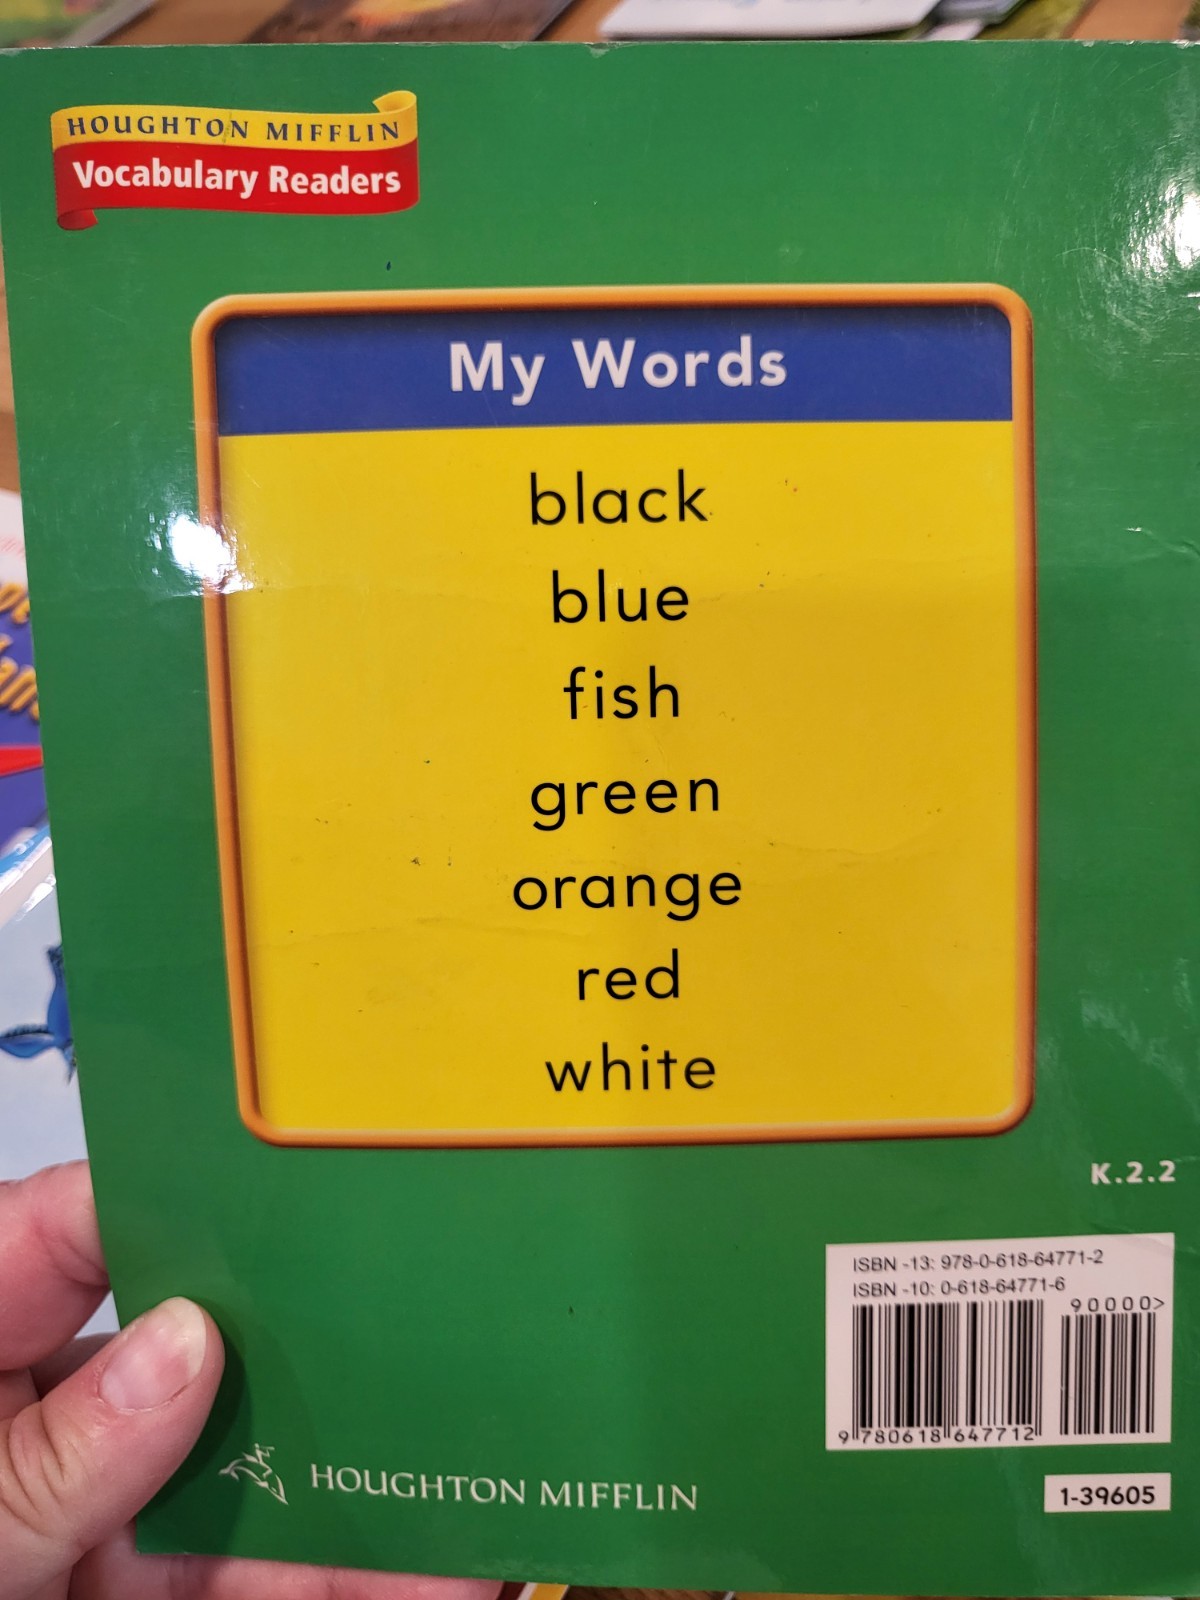 HOUGHTON MIFFLIN
Vocabulary Readers
My Words
black
blue
fish
green
orange
red
white
K.2.2
ISBN -13: 978-0-618-64771-2
ISBN -10: 0-618-64771-6
90000>
9 780618 647712
HOUGHTON MIFFLIN
1-39605